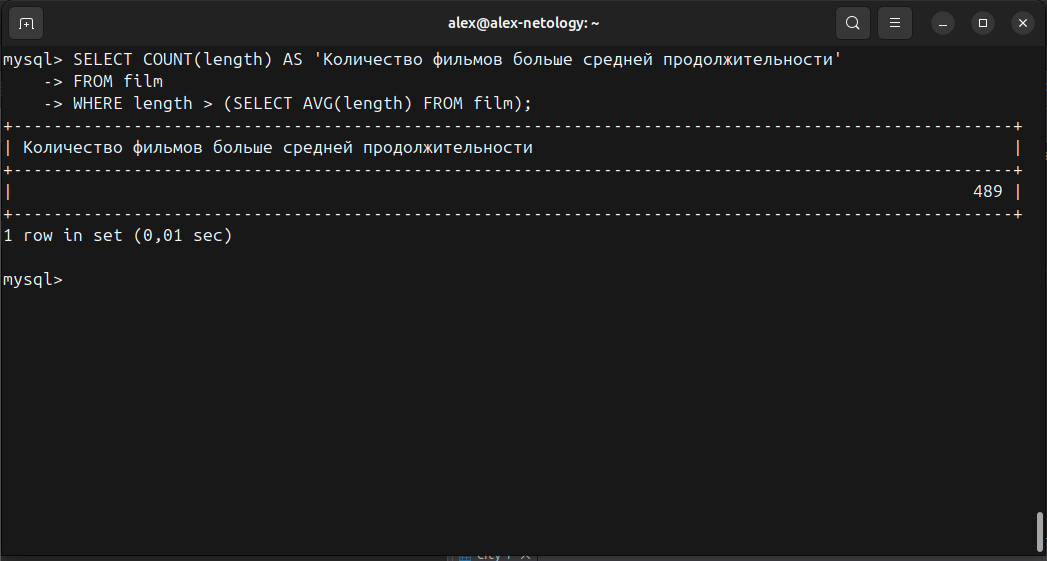 alex@alex-netology: ~
mysql> SELECT COUNT(length) AS 'Количество фильмов больше средней продолжительности'
    -> FROM film
    -> WHERE length > (SELECT AVG(length) FROM film);
+----------------------------------------------------------------------------------------------------+
| Количество фильмов больше средней продолжительности                                                |
+----------------------------------------------------------------------------------------------------+
|                                                                                                489 |
+----------------------------------------------------------------------------------------------------+
1 row in set (0,01 sec)
mysql>